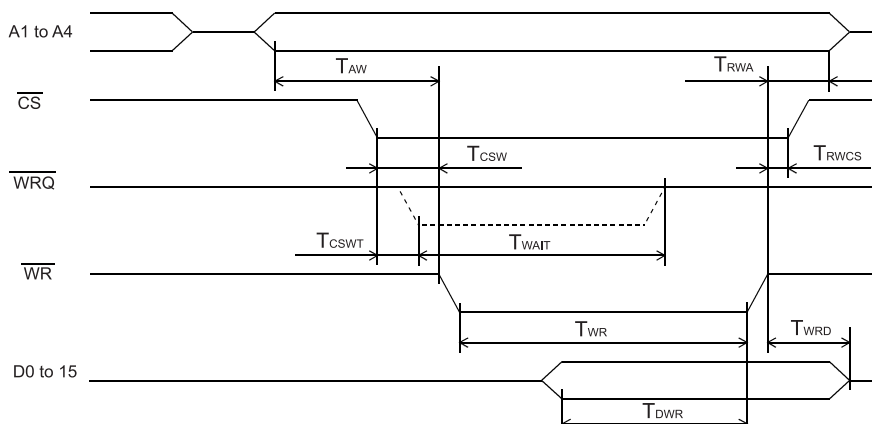 A1 to A4
TAW
TRWA
CS
TCSW
TRWCS
WRQ
TCSWT
TWAIT
WR
TWR
TWRD
D0 to 15
TDWR